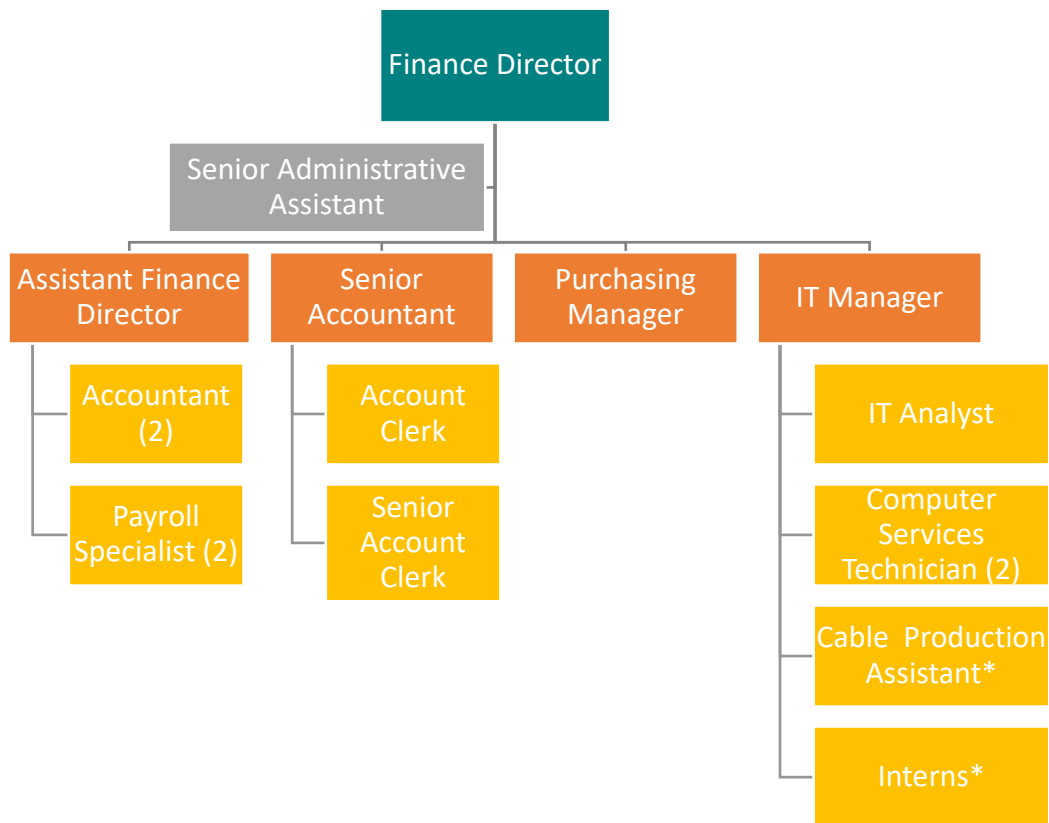 Finance Director
Senior Administrative
Assistant
Assistant Finance
Director
Senior
Accountant
Purchasing
Manager
IT Manager
Accountant
(2)
Payroll
Specialist (2)
Account
Clerk
Senior
Account
Clerk
IT Analyst
Computer
Services
Technician (2)
Cable  Production
Assistant*
Interns*